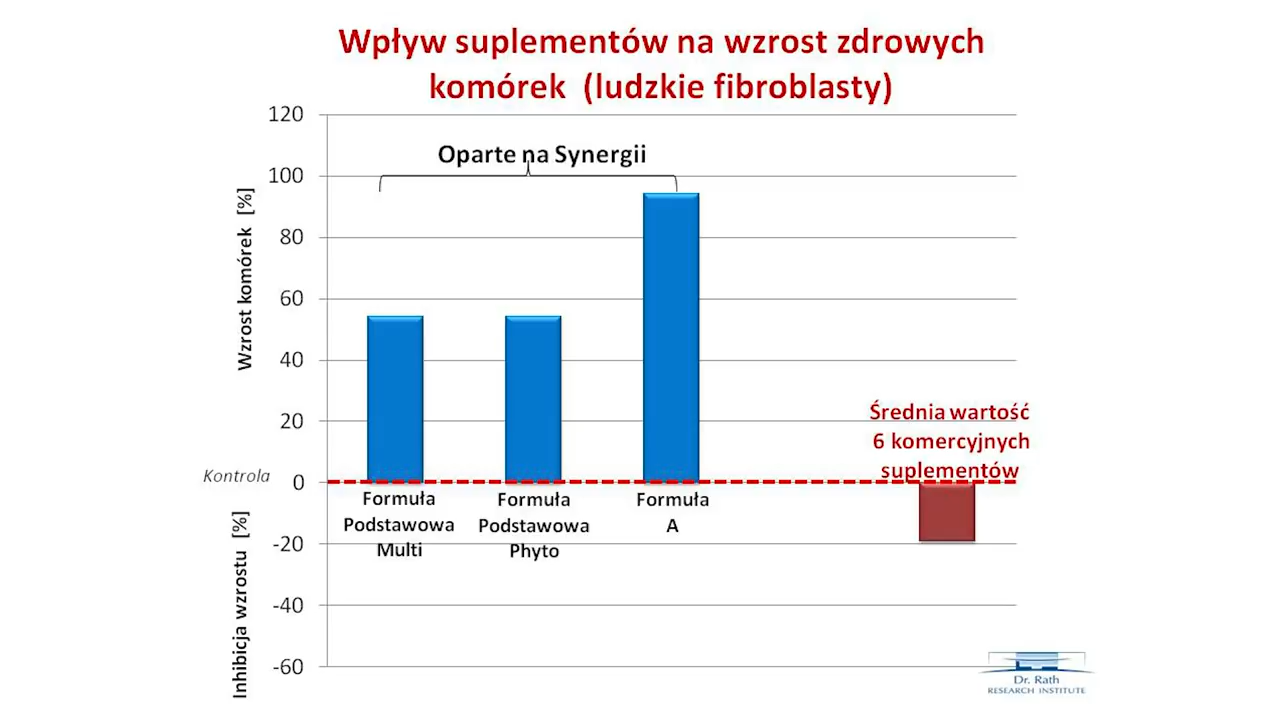 Wpływ suplementów na wzrost zdrowych
komórek (ludzkie fibroblasty)
120
100
80
60
40
20
0
-20
-40
-60
Wzrost komórek [%]
Inhibicja wzrostu [%]
Kontrola
Oparte na Synergii
Formuła
Podstawowa
Multi
Formuła
Podstawowa
Phyto
Formuła
A
Średnia wartość
6 komercyjnych
suplementów
Dr. Rath
RESEARCH INSTITUTE